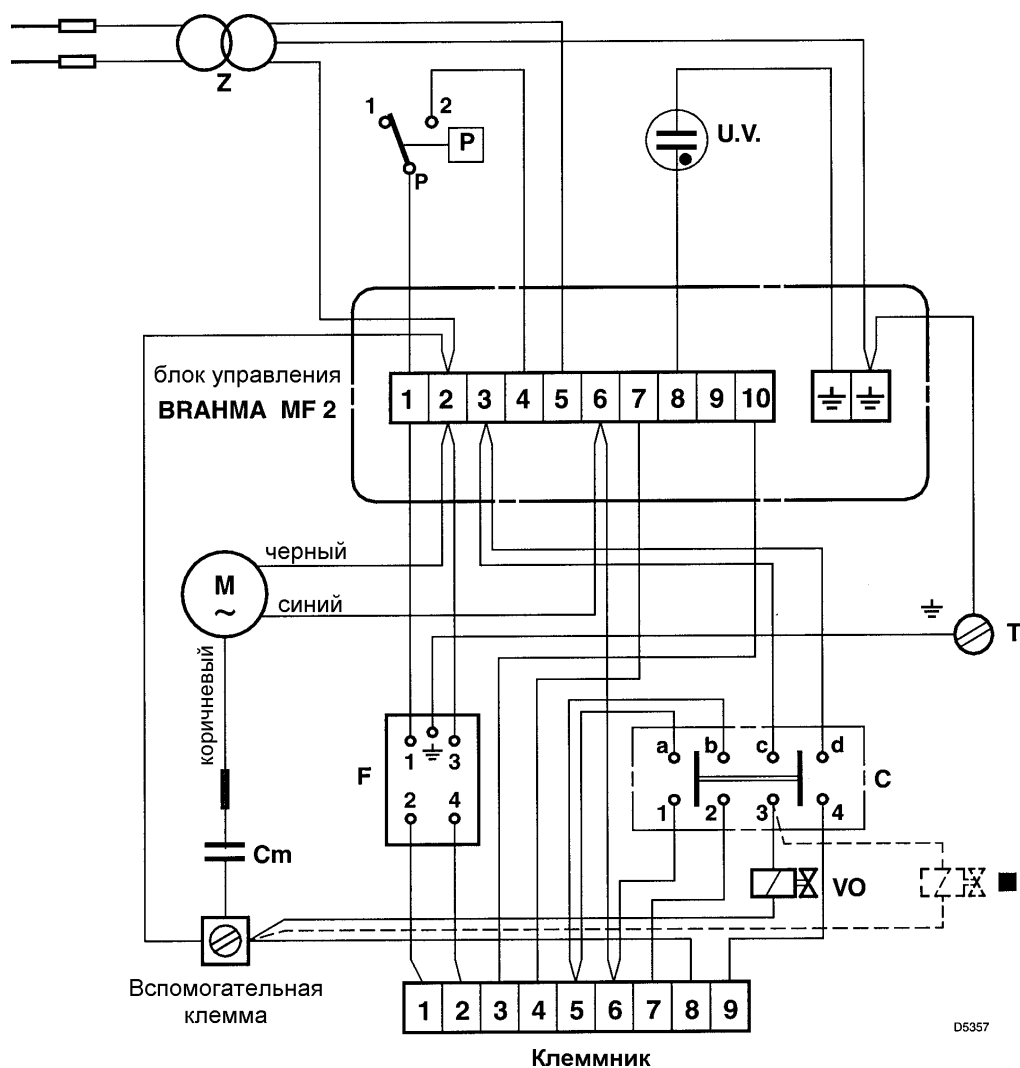 Z
1 2
P
P
U.V.
блок управления
BRAHMA MF 2
1 2 3 4 5 6 7 8 9 10
черный
M
~
синий
коричневый
T
F
1 3
2 4
a b c d
C
1 2 3 4
Cm
VO
Вспомогательная
клемма
1 2 3 4 5 6 7 8 9
D5357
Клеммник